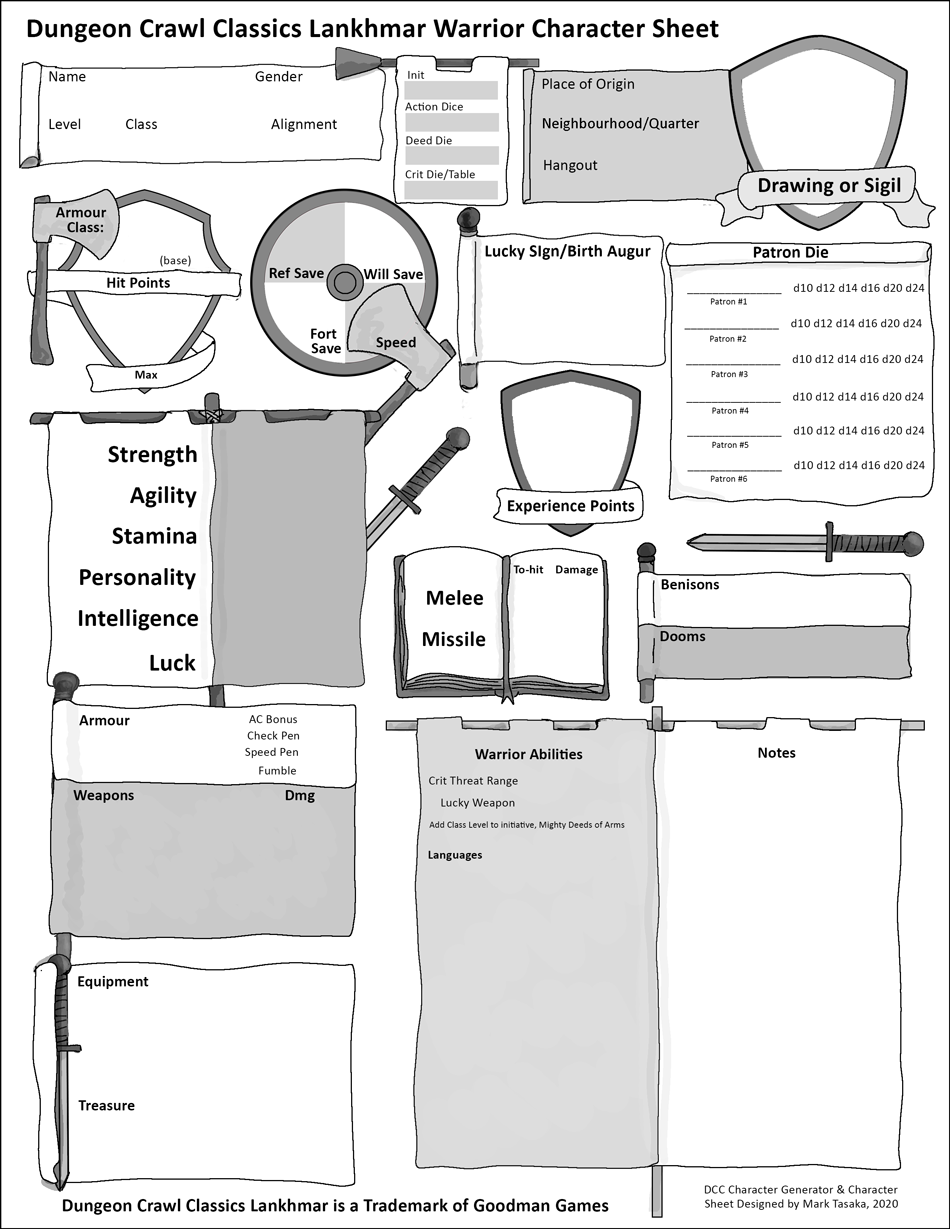 Dungeon Crawl Classics Lankhmar Warrior Character Sheet
Name Gender
Level Class Alignment
Init
Action Dice
Deed Die
Crit Die/Table
Place of Origin
Neighbourhood/Quarter
Hangout
Drawing or Sigil
Armour
Class:
(base)
Hit Points
Max
Ref Save Will Save
Fort
Save
Speed
Lucky SIgn/Birth Augur
Patron Die
____________________ d10 d12 d14 d16 d20 d24
Patron #1
____________________ d10 d12 d14 d16 d20 d24
Patron #2
____________________ d10 d12 d14 d16 d20 d24
Patron #3
____________________ d10 d12 d14 d16 d20 d24
Patron #4
____________________ d10 d12 d14 d16 d20 d24
Patron #5
____________________ d10 d12 d14 d16 d20 d24
Patron #6
Strength
Agility
Stamina
Personality
Intelligence
Luck
Experience Points
To-hit Damage
Melee
Missile
Benisons
Dooms
Armour
AC Bonus
Check Pen
Speed Pen
Fumble
Weapons Dmg
Warrior Abilities
Crit Threat Range
Lucky Weapon
Add Class Level to initiative, Mighty Deeds of Arms
Languages
Notes
Equipment
Treasure
Dungeon Crawl Classics Lankhmar is a Trademark of Goodman Games
DCC Character Generator & Character
Sheet Designed by Mark Tasaka, 2020